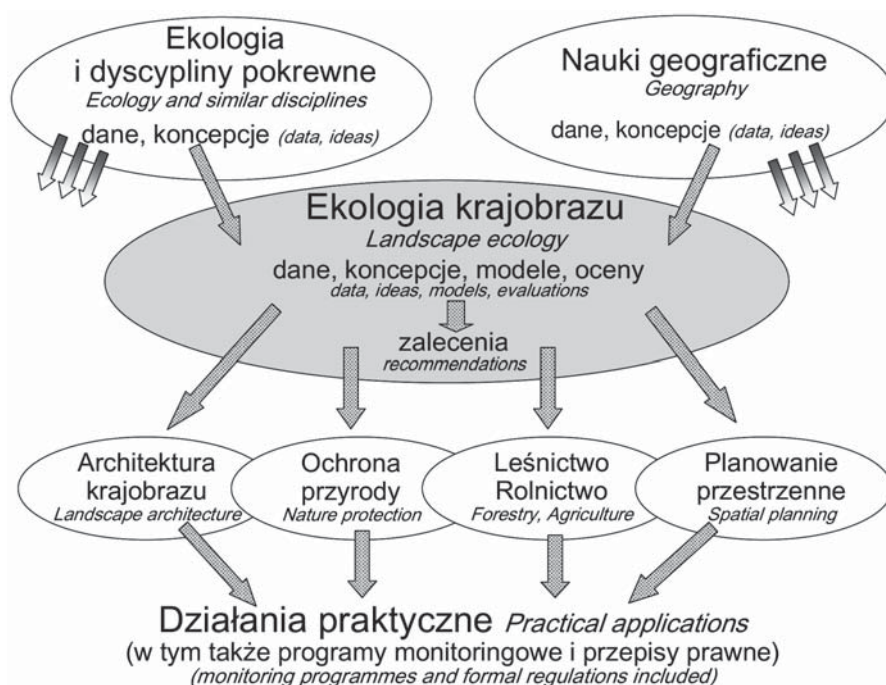 Ekologia
i dyscypliny pokrewne
Ecology and similar disciplines
dane, koncepcje (data, ideas)
Nauki geograficzne
Geography
dane, koncepcje (data, ideas)
Ekologia krajobrazu
Landscape ecology
dane, koncepcje, modele, oceny
data, ideas, models, evaluations
zalecenia
recommendations
Architektura
krajobrazu
Landscape architecture
Ochrona
przyrody
Nature protection
Leśnictwo
Rolnictwo
Forestry, Agriculture
Planowanie
przestrzenne
Spatial planning
Działania praktyczne Practical applications
(w tym także programy monitoringowe i przepisy prawne)
(monitoring programmes and formal regulations included)